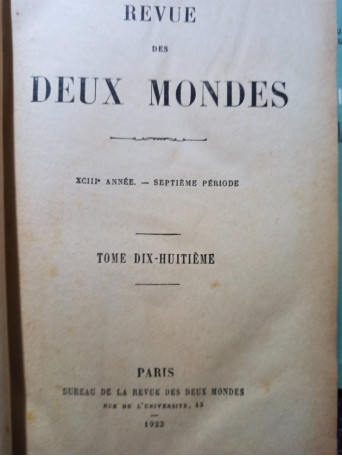 REVUE
DES
DEUX MONDES
XCIIIᵉ ANNÉE. — SEPTIÈME PÉRIODE
TOME DIX-HUITIÈME
PARIS
BUREAU DE LA REVUE DES DEUX MONDES
RUE DE L'UNIVERSITÉ, 15
1923